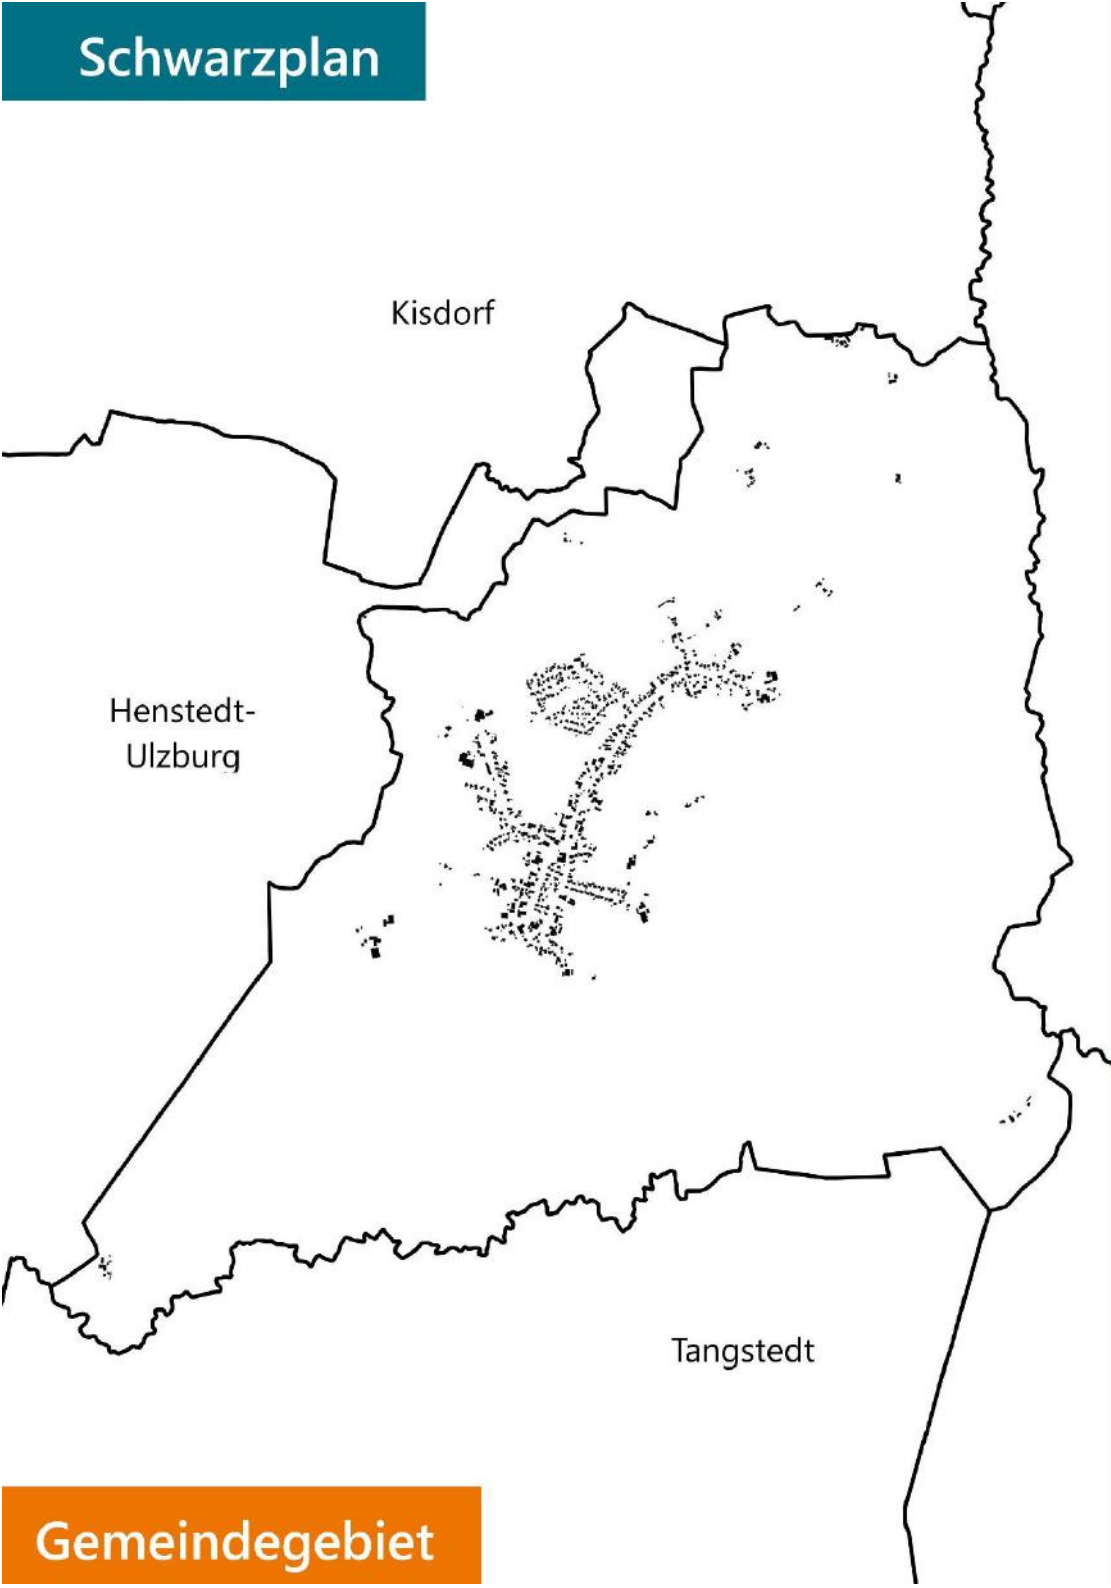 Schwarzplan
Kisdorf
Henstedt-
Ulzburg
Tangstedt
Gemeindegebiet